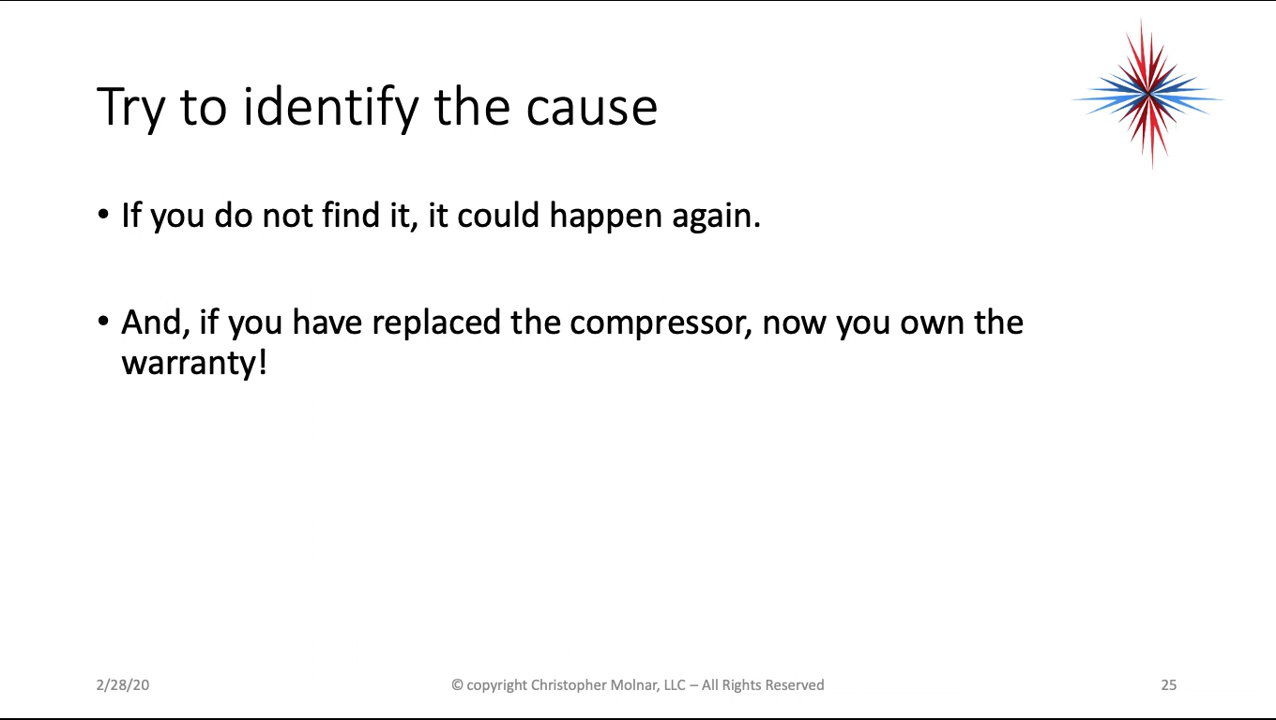 Try to identify the cause
• If you do not find it, it could happen again.
• And, if you have replaced the compressor, now you own the
warranty!
2/28/20
© copyright Christopher Molnar, LLC – All Rights Reserved
25